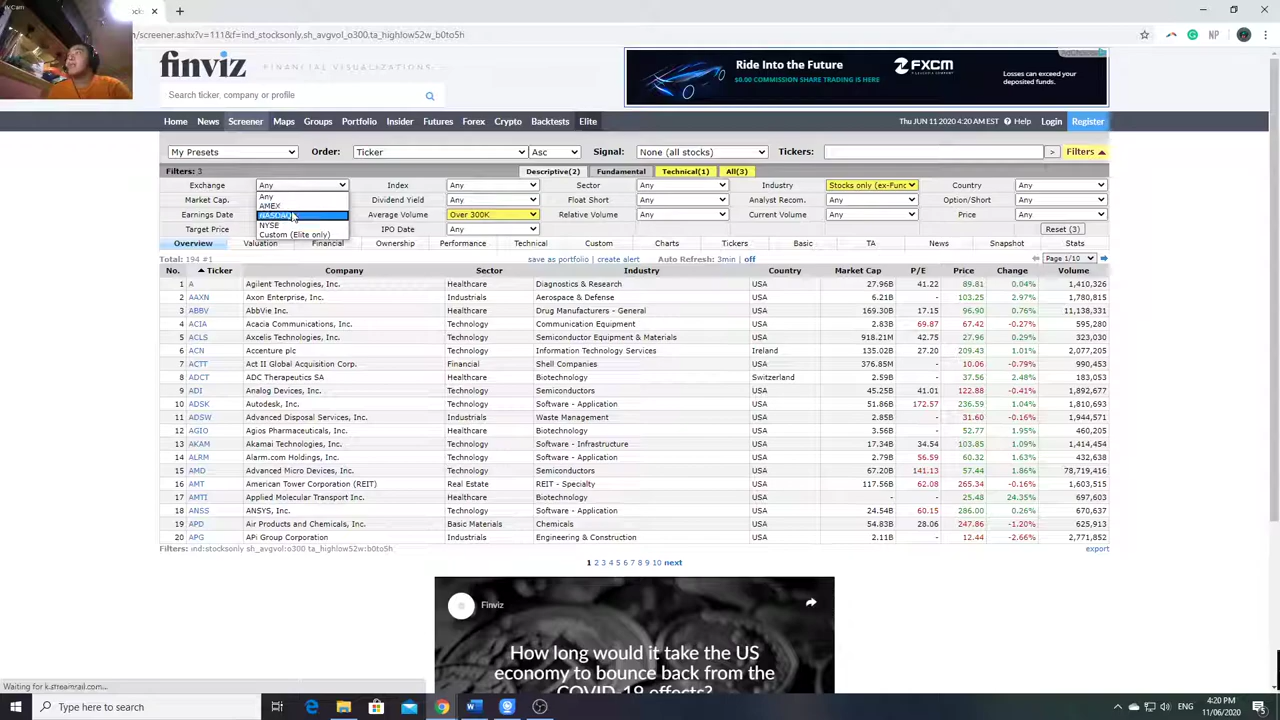 iV Cam
ocks
/screener.ashx?v=111&f=ind_stocksonly,sh_avgvol_o300,ta_highlow52w_b0to5h
NP
finviz FINANCIAL VISUALIZATIONS
Search ticker, company or profile
Ride Into the Future
$0.00 COMMISSION SHARE TRADING IS HERE
FXCM
Losses can exceed your
deposited funds.
Home News Screener Maps Groups Portfolio Insider Futures Forex Crypto Backtests Elite Thu JUN 11 2020 4:20 AM EST Help Login Register
My Presets Order: Ticker Asc Signal: None (all stocks) Tickers: > Filters
Filters: 3 Descriptive(2) Fundamental Technical(1) All(3)
Exchange Any Index Any Sector Any Industry Stocks only (ex-Func Country Any
Any
Market Cap. Dividend Yield Any Float Short Any Analyst Recom. Any Option/Short Any
AMEX
Earnings Date NASDAQ Average Volume Over 300K Relative Volume Any Current Volume Any Price Any
NYSE
Target Price IPO Date Any Reset (3)
Custom (Elite only)
Overview Valuation Financial Ownership Performance Technical Custom Charts Tickers Basic TA News Snapshot Stats
Total: 194 #1 save as portfolio | create alert Auto Refresh: 3min | off Page 1/10
No. Ticker Company Sector Industry Country Market Cap P/E Price Change Volume
1 A Agilent Technologies, Inc. Healthcare Diagnostics & Research USA 27.96B 41.22 89.81 0.04% 1,410,326
2 AAXN Axon Enterprise, Inc. Industrials Aerospace & Defense USA 6.21B - 103.25 2.97% 1,780,815
3 ABBV AbbVie Inc. Healthcare Drug Manufacturers - General USA 169.30B 17.15 96.90 0.76% 11,138,331
4 ACIA Acacia Communications, Inc. Technology Communication Equipment USA 2.83B 69.87 67.42 -0.27% 595,280
5 ACLS Axcelis Technologies, Inc. Technology Semiconductor Equipment & Materials USA 918.21M 42.75 27.96 0.29% 323,030
6 ACN Accenture plc Technology Information Technology Services Ireland 135.02B 27.20 209.43 1.01% 2,077,205
7 ACTT Act II Global Acquisition Corp. Financial Shell Companies USA 376.85M - 10.06 -0.79% 990,453
8 ADCT ADC Therapeutics SA Healthcare Biotechnology Switzerland 2.59B - 37.56 2.48% 183,053
9 ADI Analog Devices, Inc. Technology Semiconductors USA 45.25B 41.01 122.88 -0.41% 1,892,677
10 ADSK Autodesk, Inc. Technology Software - Application USA 51.86B 172.57 236.59 1.04% 1,810,693
11 ADSW Advanced Disposal Services, Inc. Industrials Waste Management USA 2.85B - 31.60 -0.16% 1,944,571
12 AGIO Agios Pharmaceuticals, Inc. Healthcare Biotechnology USA 3.56B - 52.77 1.95% 460,205
13 AKAM Akamai Technologies, Inc. Technology Software - Infrastructure USA 17.34B 34.54 103.85 1.09% 1,414,454
14 ALRM Alarm.com Holdings, Inc. Technology Software - Application USA 2.79B 56.59 60.32 1.63% 432,638
15 AMD Advanced Micro Devices, Inc. Technology Semiconductors USA 67.20B 141.13 57.44 1.86% 78,719,416
16 AMT American Tower Corporation (REIT) Real Estate REIT - Specialty USA 117.56B 62.08 265.34 -0.16% 1,603,515
17 AMTI Applied Molecular Transport Inc. Healthcare Biotechnology USA - - 25.48 24.35% 697,603
18 ANSS ANSYS, Inc. Technology Software - Application USA 24.54B 60.15 286.00 0.26% 670,637
19 APD Air Products and Chemicals, Inc. Basic Materials Chemicals USA 54.83B 28.06 247.86 -1.20% 625,913
20 APG APi Group Corporation Industrials Engineering & Construction USA 2.11B - 12.44 -2.66% 2,771,852
Filters: ind:stocksonly sh_avgvol:o300 ta_highlow52w:b0to5h export
1 2 3 4 5 6 7 8 9 10 next
Finviz
How long would it take the US
economy to bounce back from the
COVID-19 effects?
Waiting for k.streamrail.com...
Type here to search
4:20 PM
11/06/2020